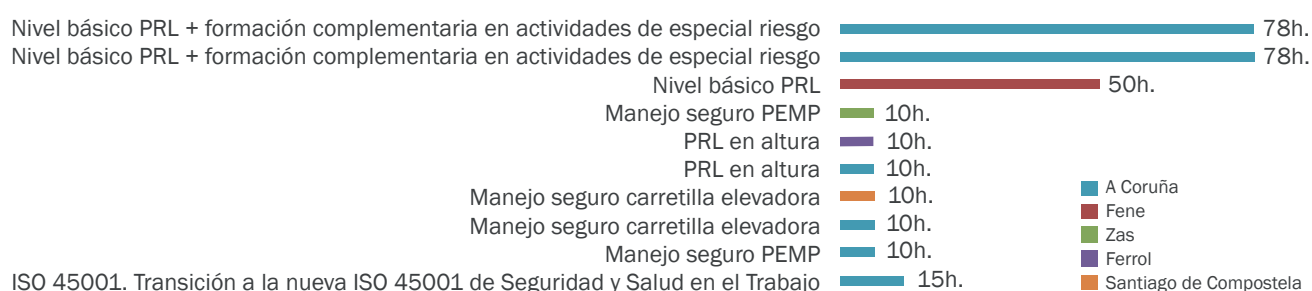 Nivel básico PRL + formación complementaria en actividades de especial riesgo 78h.
Nivel básico PRL + formación complementaria en actividades de especial riesgo 78h.
Nivel básico PRL 50h.
Manejo seguro PEMP 10h.
PRL en altura 10h.
PRL en altura 10h.
Manejo seguro carretilla elevadora 10h.
Manejo seguro carretilla elevadora 10h.
Manejo seguro PEMP 10h.
ISO 45001. Transición a la nueva ISO 45001 de Seguridad y Salud en el Trabajo 15h.
A Coruña
Fene
Zas
Ferrol
Santiago de Compostela